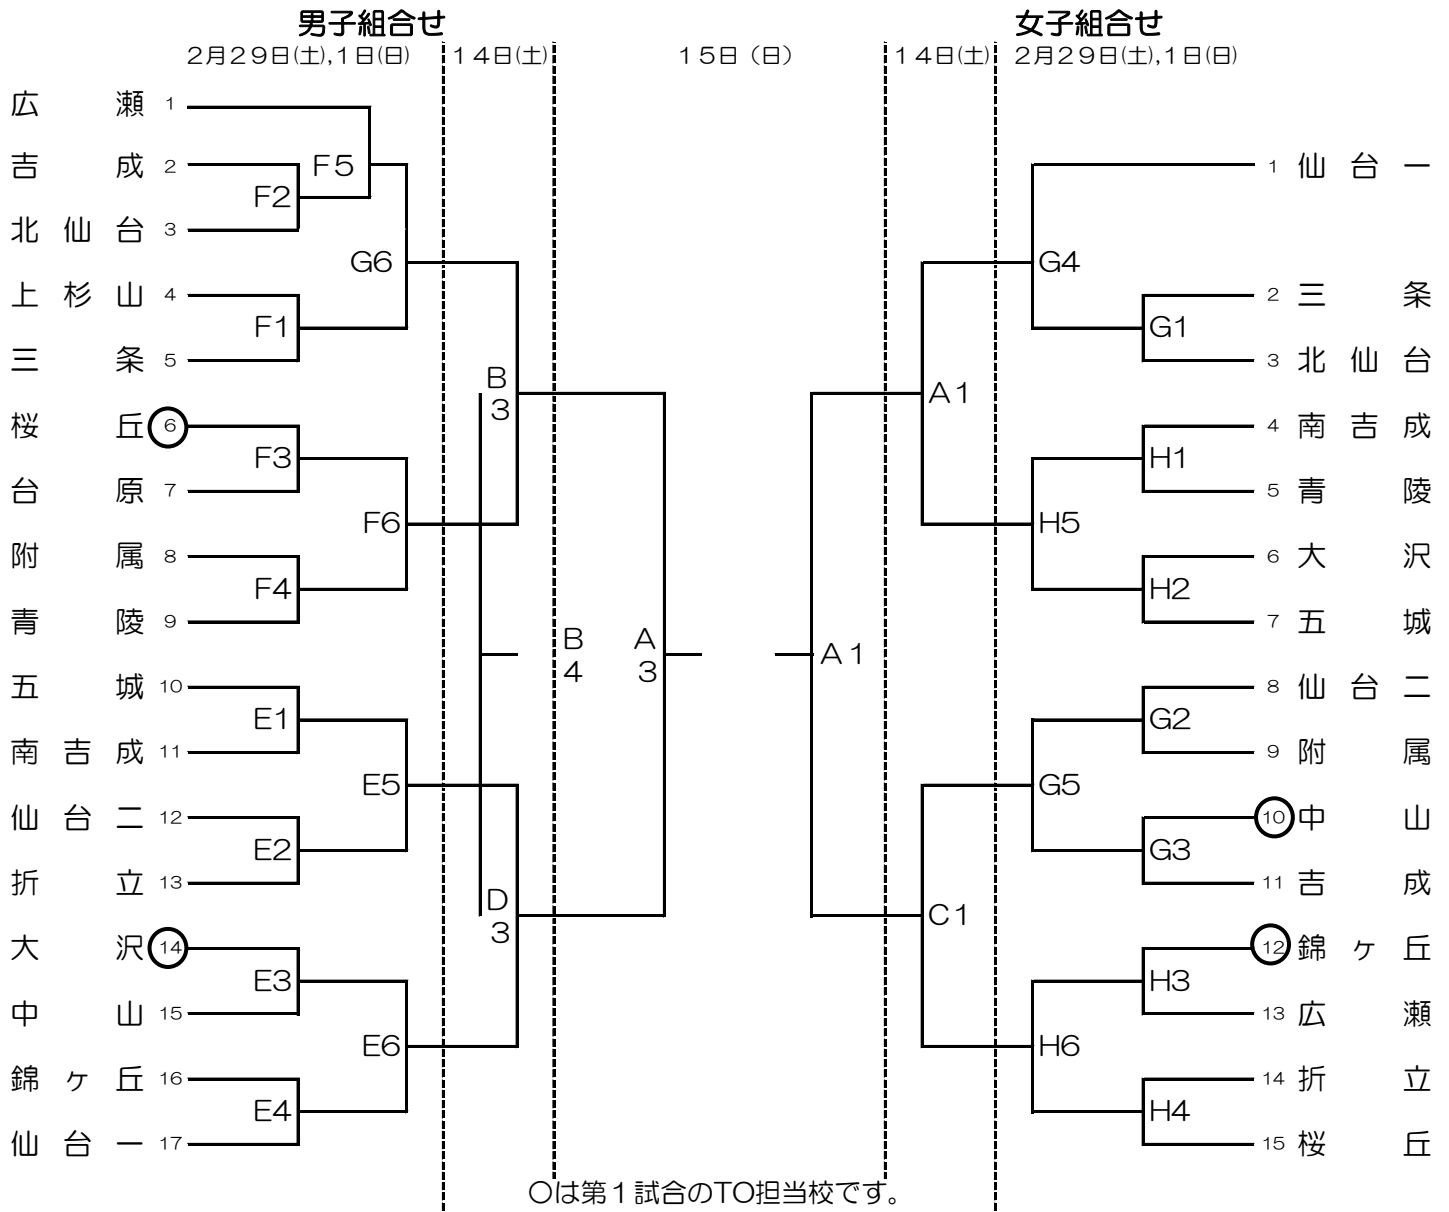 男子組合せ 女子組合せ
2月29日(土),1日(日) 14日(土) 15日（日） 14日(土) 2月29日(土),1日(日)
広瀬 1
吉成 2 F5 1 仙台一
F2
北仙台 3
G6 G4
上杉山 4 2 三条
F1 G1
三条 5 3 北仙台
B
3 A1
桜丘 6 4 南吉成
F3 H1
台原 7 5 青陵
F6 H5
附属 8 6 大沢
F4 H2
青陵 9 7 五城
B A A1
4 3
五城 10 8 仙台二
E1 G2
南吉成 11 9 附属
E5 G5
仙台二 12 10 中山
E2 G3
折立 13 11 吉成
D
3 C1
大沢 14 12 錦ヶ丘
E3 H3
中山 15 13 広瀬
E6 H6
錦ヶ丘 16 14 折立
E4 H4
仙台一 17 15 桜丘
〇は第１試合のTO担当校です。